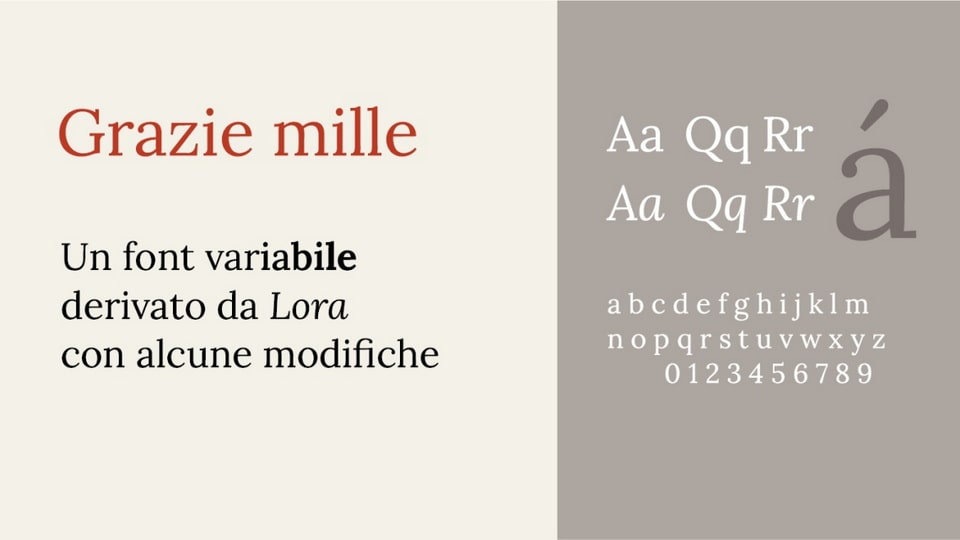 Grazie mille
Un font variabile
derivato da Lora
con alcune modifiche
Aa Qq Rr
Aa Qq Rr
á
a b c d e f g h i j k l m
n o p q r s t u v w x y z
0 1 2 3 4 5 6 7 8 9